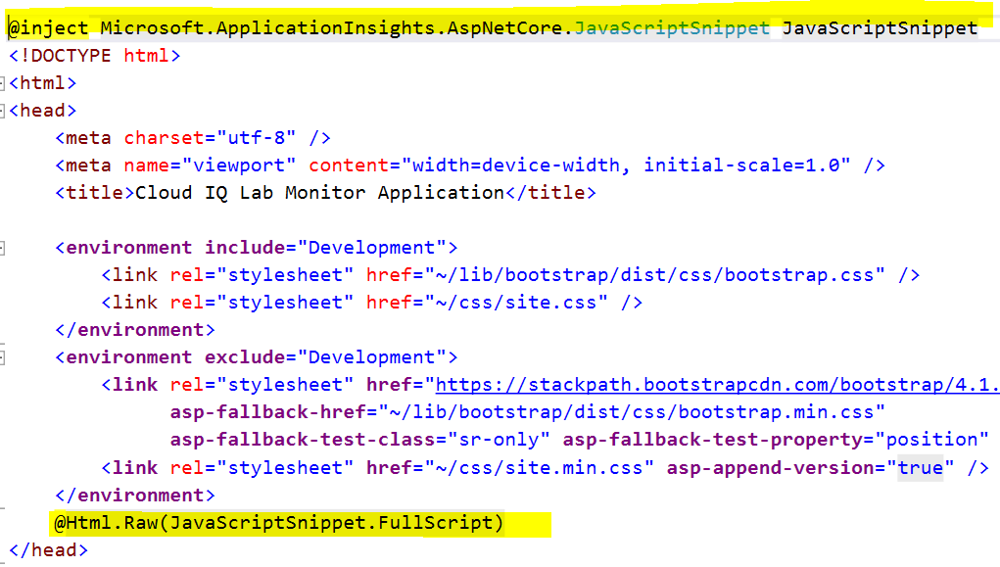 @inject Microsoft.ApplicationInsights.AspNetCore.JavaScriptSnippet JavaScriptSnippet
<!DOCTYPE html>
<html>
<head>
    <meta charset="utf-8" />
    <meta name="viewport" content="width=device-width, initial-scale=1.0" />
    <title>Cloud IQ Lab Monitor Application</title>
    <environment include="Development">
        <link rel="stylesheet" href="~/lib/bootstrap/dist/css/bootstrap.css" />
        <link rel="stylesheet" href="~/css/site.css" />
    </environment>
    <environment exclude="Development">
        <link rel="stylesheet" href="https://stackpath.bootstrapcdn.com/bootstrap/4.1.
              asp-fallback-href="~/lib/bootstrap/dist/css/bootstrap.min.css"
              asp-fallback-test-class="sr-only" asp-fallback-test-property="position"
        <link rel="stylesheet" href="~/css/site.min.css" asp-append-version="true" />
    </environment>
    @Html.Raw(JavaScriptSnippet.FullScript)
</head>